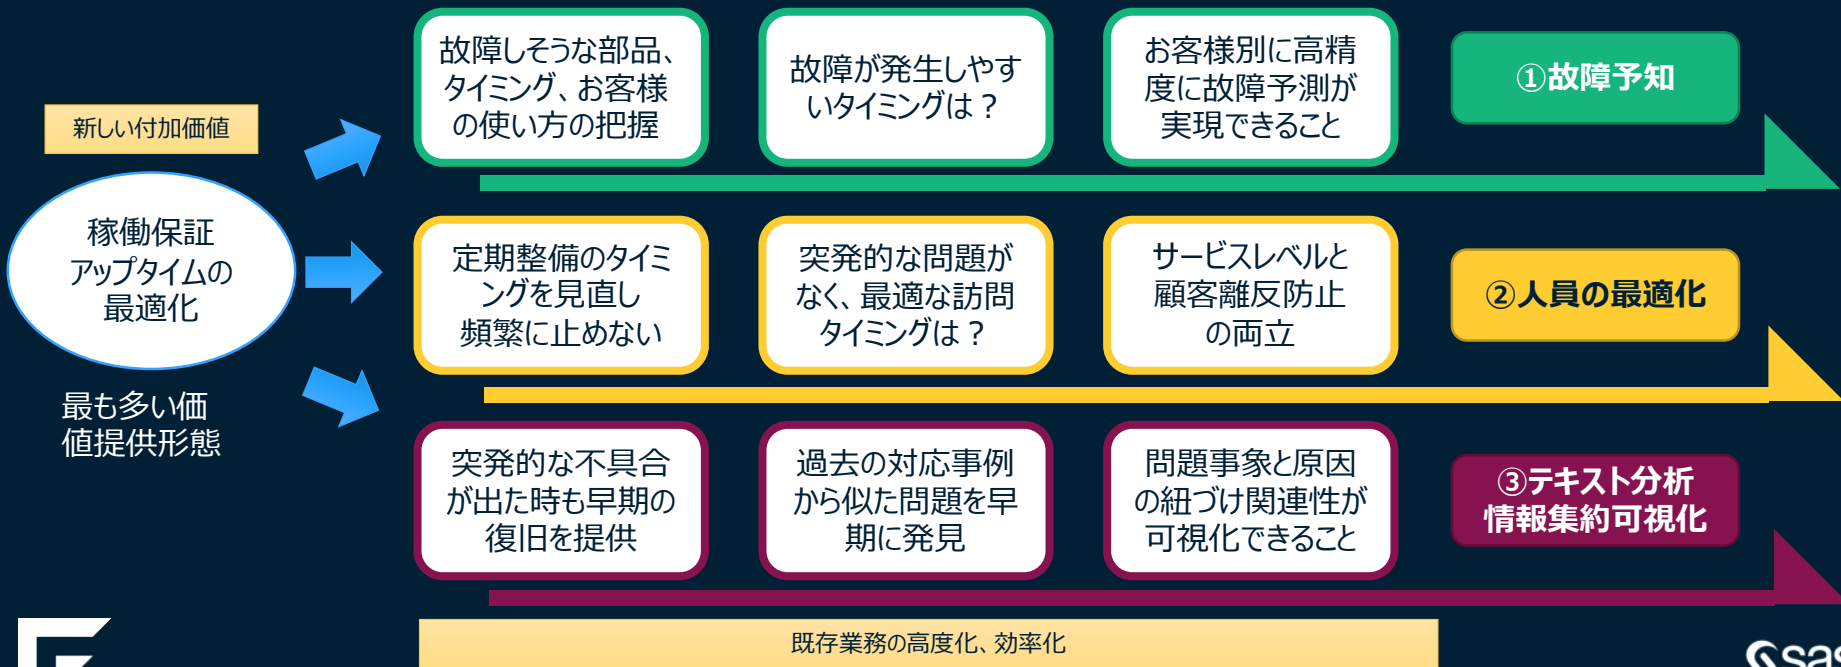 新しい付加価値
稼働保証
アップタイムの
最適化
最も多い価
値提供形態
故障しそうな部品、
タイミング、お客様
の使い方の把握
故障が発生しやす
いタイミングは？
お客様別に高精
度に故障予測が
実現できること
①故障予知
定期整備のタイミ
ングを見直し
頻繁に止めない
突発的な問題が
なく、最適な訪問
タイミングは？
サービスレベルと
顧客離反防止
の両立
②人員の最適化
突発的な不具合
が出た時も早期の
復旧を提供
過去の対応事例
から似た問題を早
期に発見
問題事象と原因
の紐づけ関連性が
可視化できること
③テキスト分析
情報集約可視化
既存業務の高度化、効率化
sas